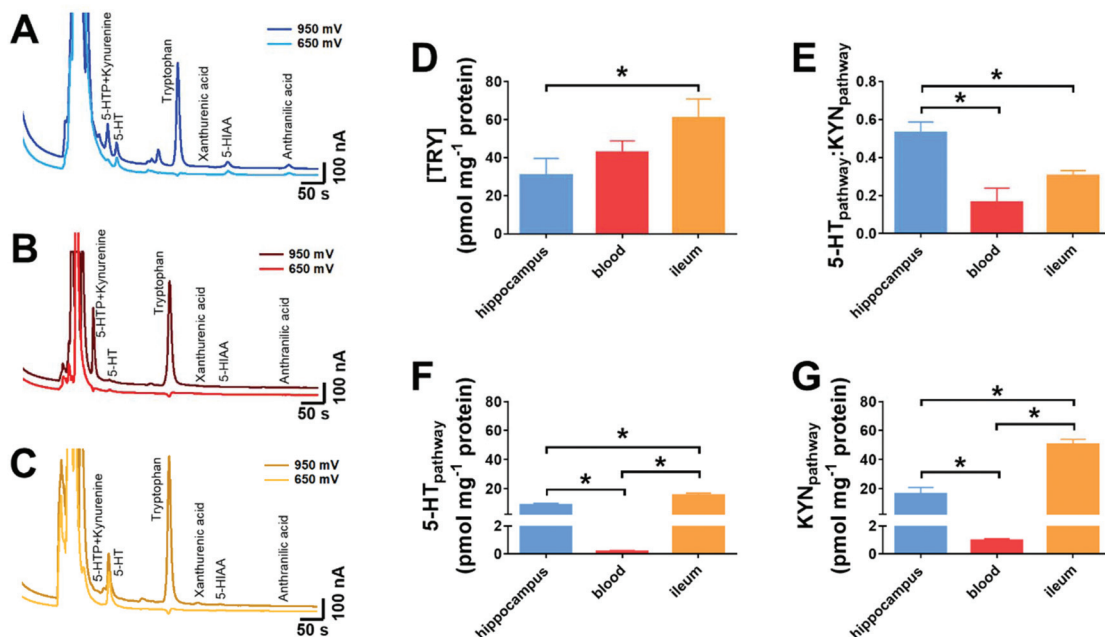 A
950 mV
650 mV
5-HTP+Kynurenine
5-HT
Tryptophan
Xanthurenic acid
5-HIAA
Anthranilic acid
50 s
100 nA
B
950 mV
650 mV
5-HTP+Kynurenine
5-HT
Tryptophan
Xanthurenic acid
5-HIAA
Anthranilic acid
50 s
100 nA
C
950 mV
650 mV
5-HTP+Kynurenine
5-HT
Tryptophan
Xanthurenic acid
5-HIAA
Anthranilic acid
50 s
100 nA
D
[TRY]
(pmol mg⁻¹ protein)
80
60
40
20
0
*
hippocampus
blood
ileum
E
5-HTpathway:KYNpathway
0.8
0.6
0.4
0.2
0.0
*
*
hippocampus
blood
ileum
F
5-HTpathway
(pmol mg⁻¹ protein)
80
60
40
20
2
0
*
*
*
hippocampus
blood
ileum
G
KYNpathway
(pmol mg⁻¹ protein)
80
60
40
20
2
0
*
*
*
hippocampus
blood
ileum